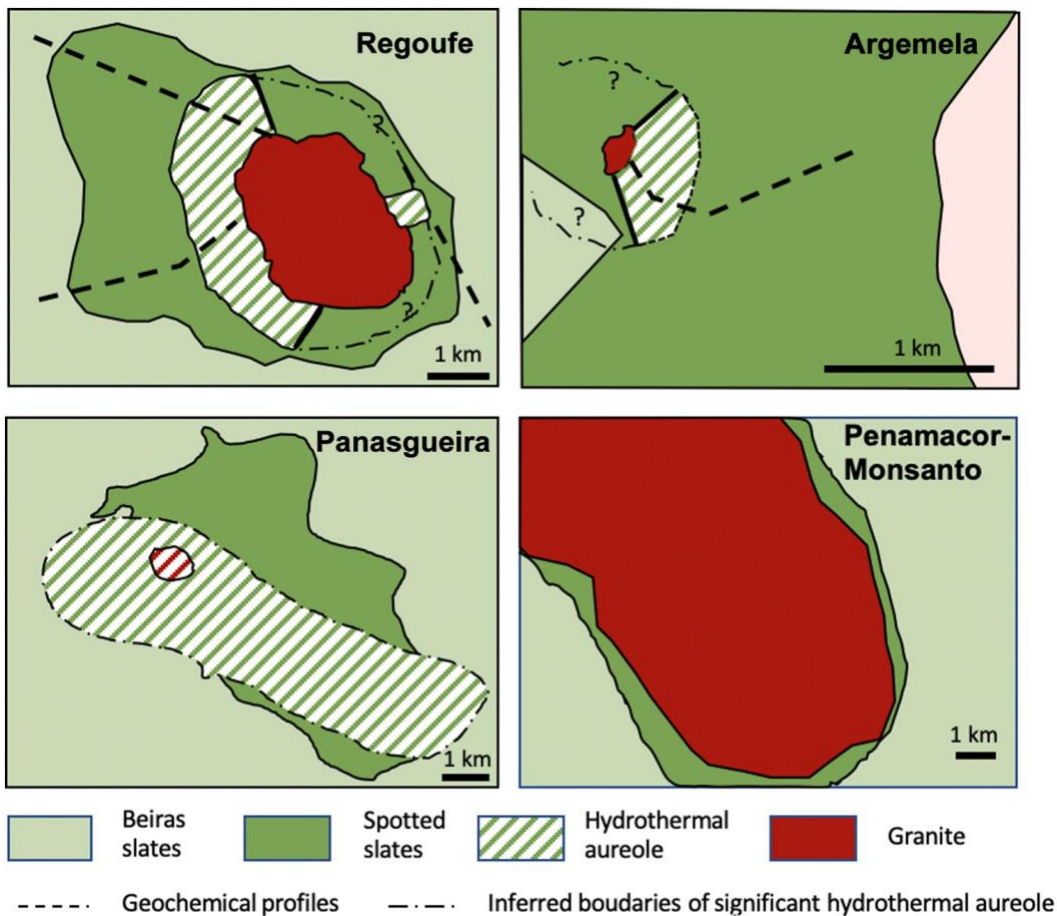 Regoufe
?
?
1 km
Argemela
?
?
1 km
Panasgueira
1 km
Penamacor-
Monsanto
1 km
Beiras
slates
Spotted
slates
Hydrothermal
aureole
Granite
Geochemical profiles
Inferred boudaries of significant hydrothermal aureole